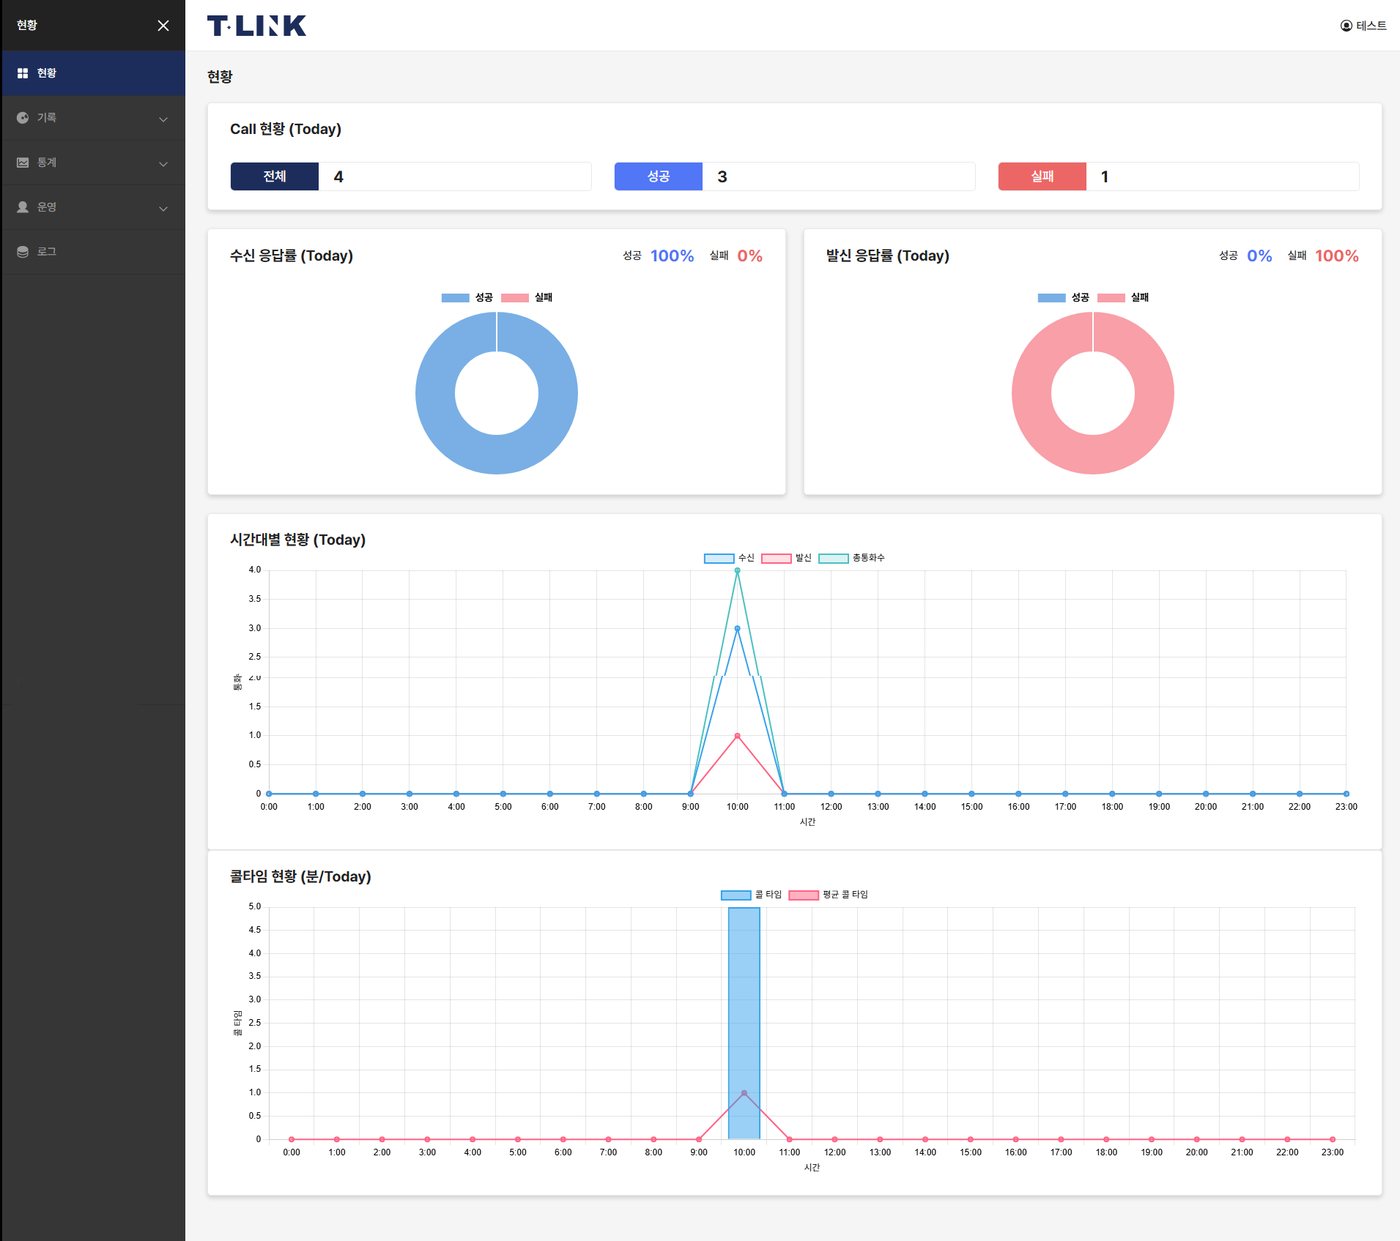 현황
T·LINK
테스트
현황
기록
통계
운영
로그
현황
Call 현황 (Today)
전체 4
성공 3
실패 1
수신 응답률 (Today)
성공 100% 실패 0%
성공 실패
발신 응답률 (Today)
성공 0% 실패 100%
성공 실패
시간대별 현황 (Today)
수신 발신 총통화수
4.0
3.5
3.0
2.5
2.0
1.5
1.0
0.5
0
통화
0:00 1:00 2:00 3:00 4:00 5:00 6:00 7:00 8:00 9:00 10:00 11:00 12:00 13:00 14:00 15:00 16:00 17:00 18:00 19:00 20:00 21:00 22:00 23:00
시간
콜타임 현황 (분/Today)
콜 타임 평균 콜 타임
5.0
4.5
4.0
3.5
3.0
2.5
2.0
1.5
1.0
0.5
0
콜 타임
0:00 1:00 2:00 3:00 4:00 5:00 6:00 7:00 8:00 9:00 10:00 11:00 12:00 13:00 14:00 15:00 16:00 17:00 18:00 19:00 20:00 21:00 22:00 23:00
시간